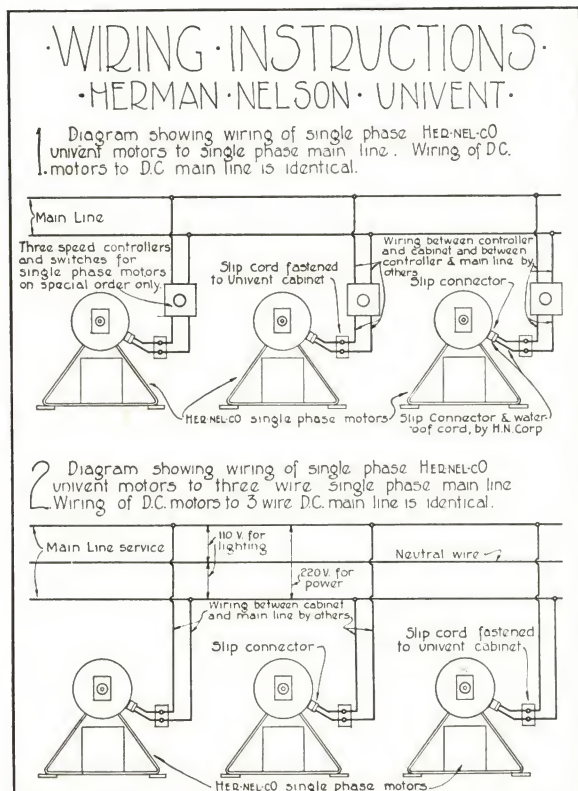 ·WIRING·INSTRUCTIONS·
·HERMAN·NELSON·UNIVENT·
1. Diagram showing wiring of single phase HER-NEL-CO
univent motors to single phase main line. Wiring of D.C.
motors to D.C main line is identical.
Main Line
Three speed controllers
and switches for
single phase motors
on special order only.
Slip cord fastened
to Univent cabinet
Wiring between controller
and cabinet and between
controller & main line by
others
Slip connector
HER-NEL-CO single phase motors
Slip Connector & water-
oof cord, by H.N.Corp
2 Diagram showing wiring of single phase HER-NEL-CO
univent motors to three wire single phase main line
Wiring of D.C. motors to 3 wire D.C. main line is identical.
Main Line service
110 V. for
lighting
220 V. for
power
Neutral wire
Wiring between cabinet
and main line by others
Slip connector
Slip cord fastened
to univent cabinet
HER-NEL-CO single phase motors